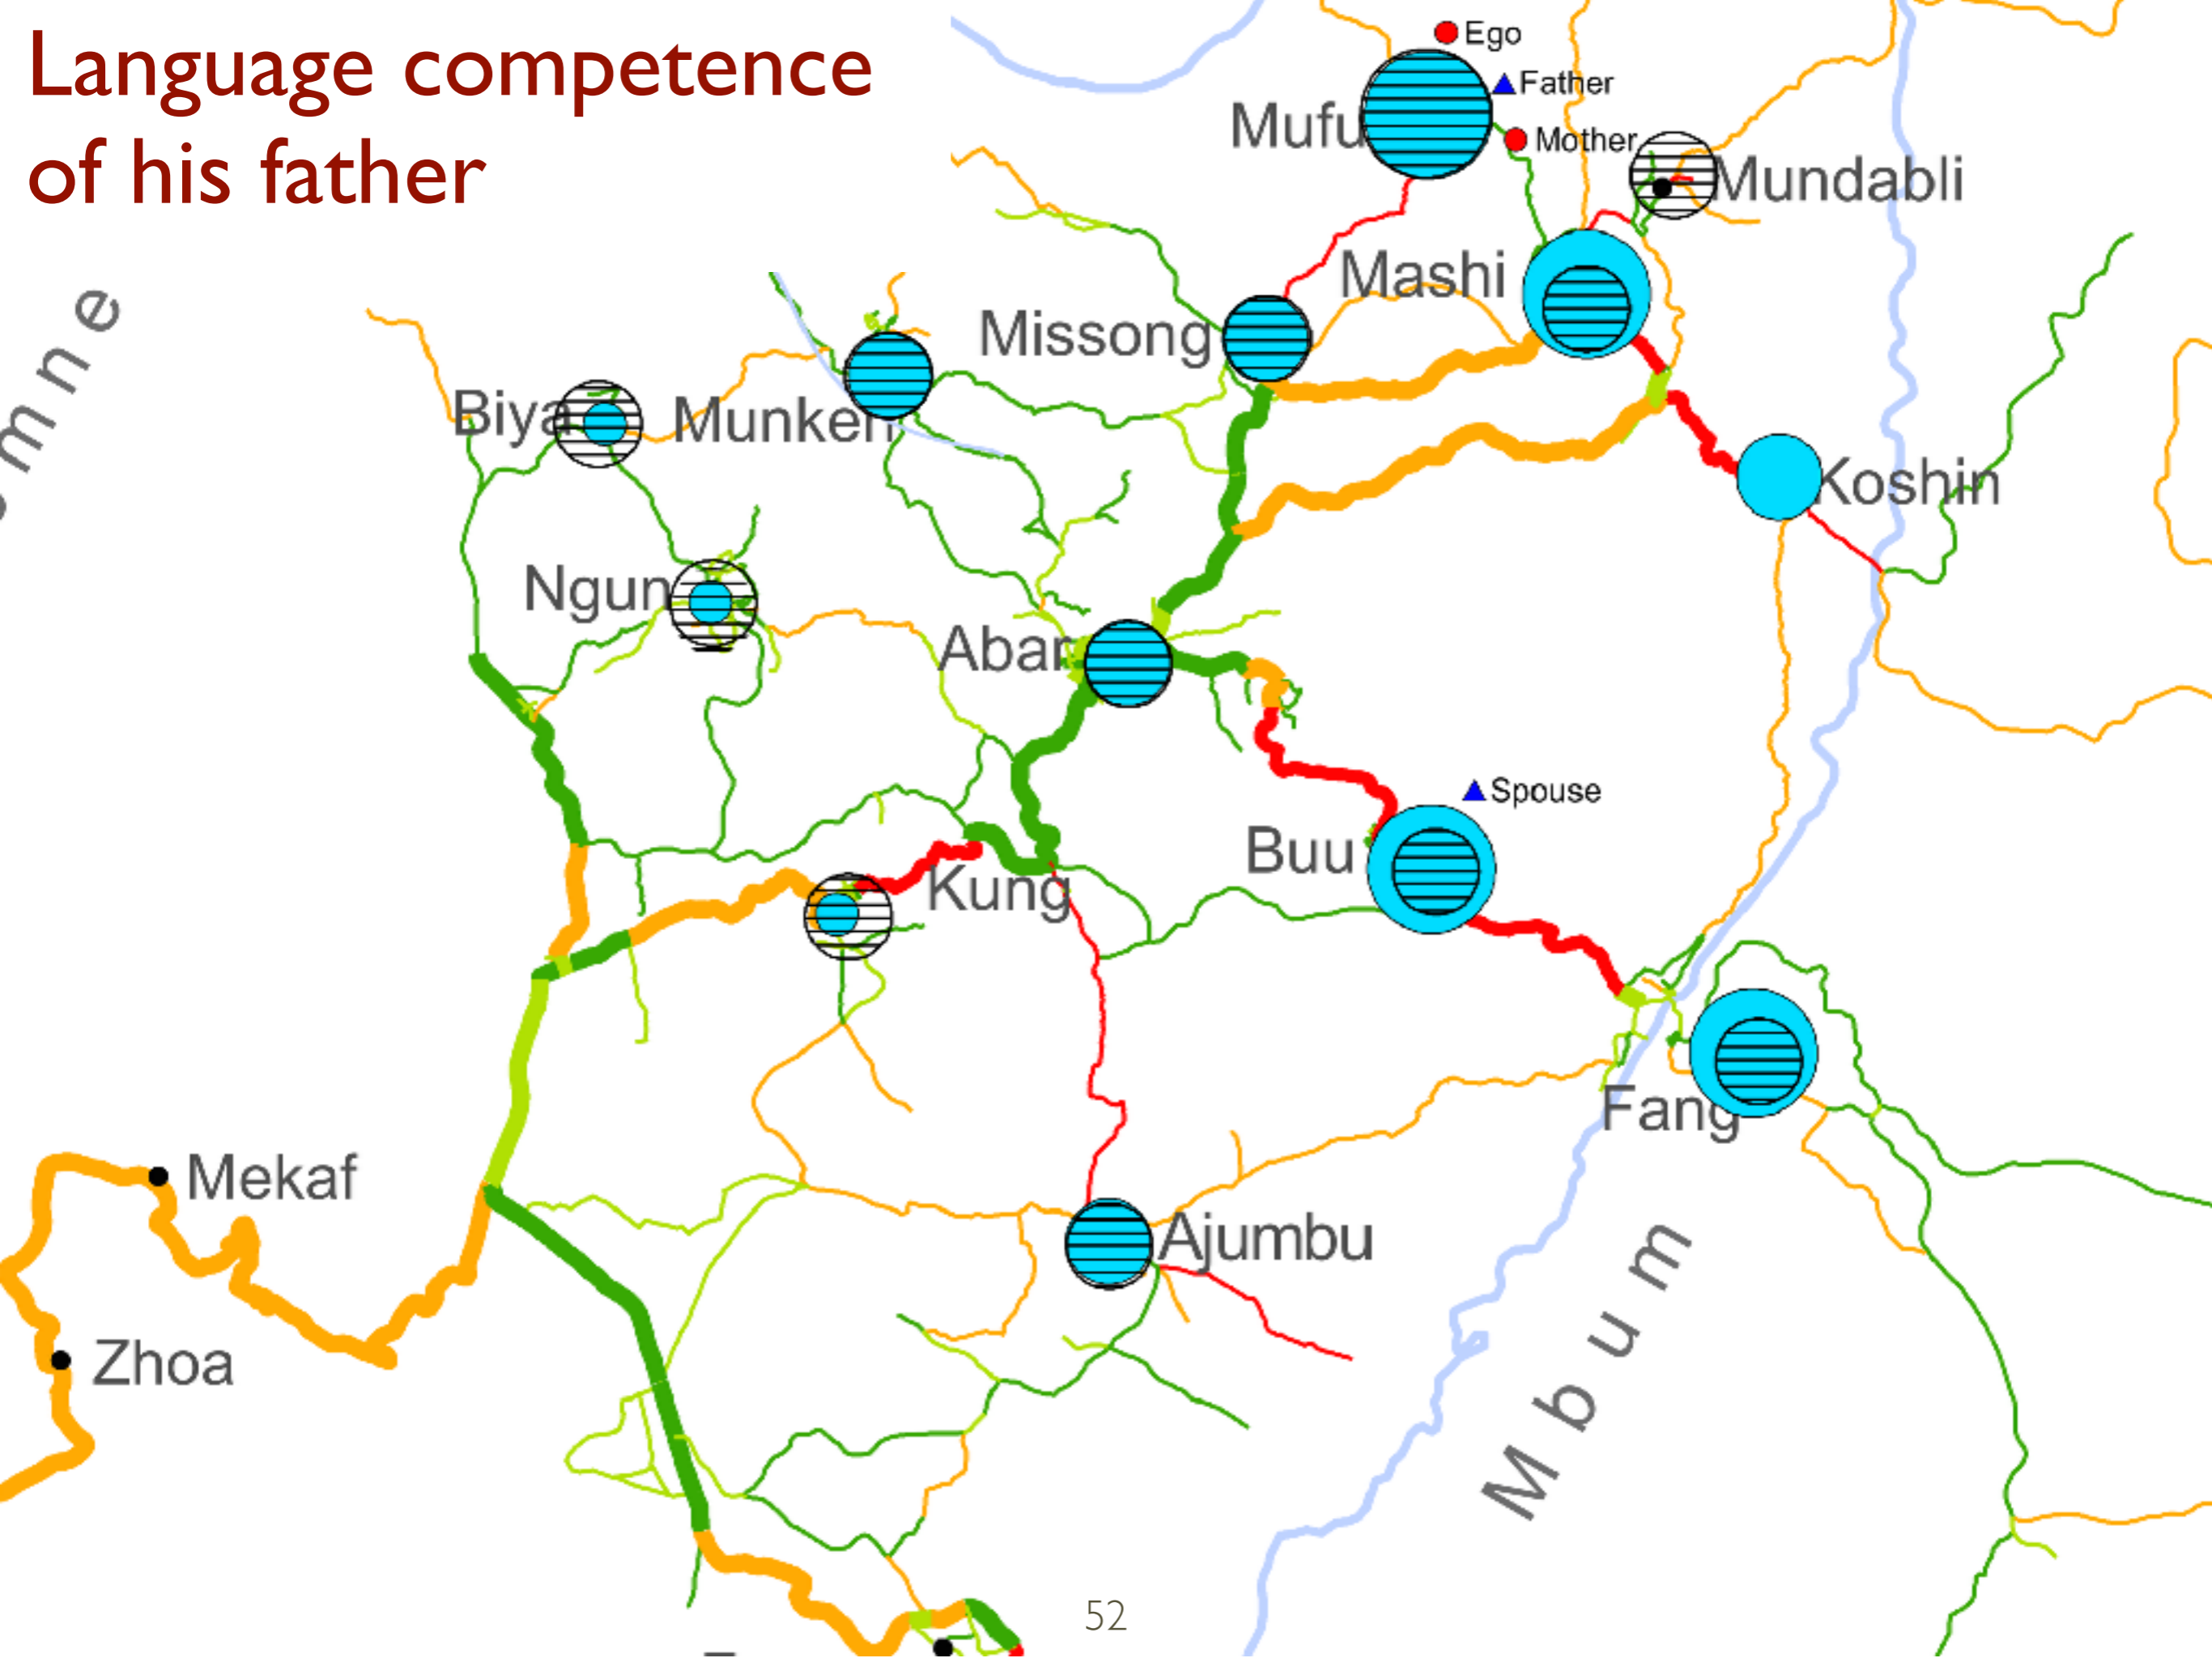 Language competence
of his father
Ego
Father
Mother
Mufu
Mundabli
Mashi
Missong
Biya
Munken
Koshin
Ngun
Abar
Spouse
Buu
Kung
Fang
Mekaf
Ajumbu
Zhoa
Mbum
52